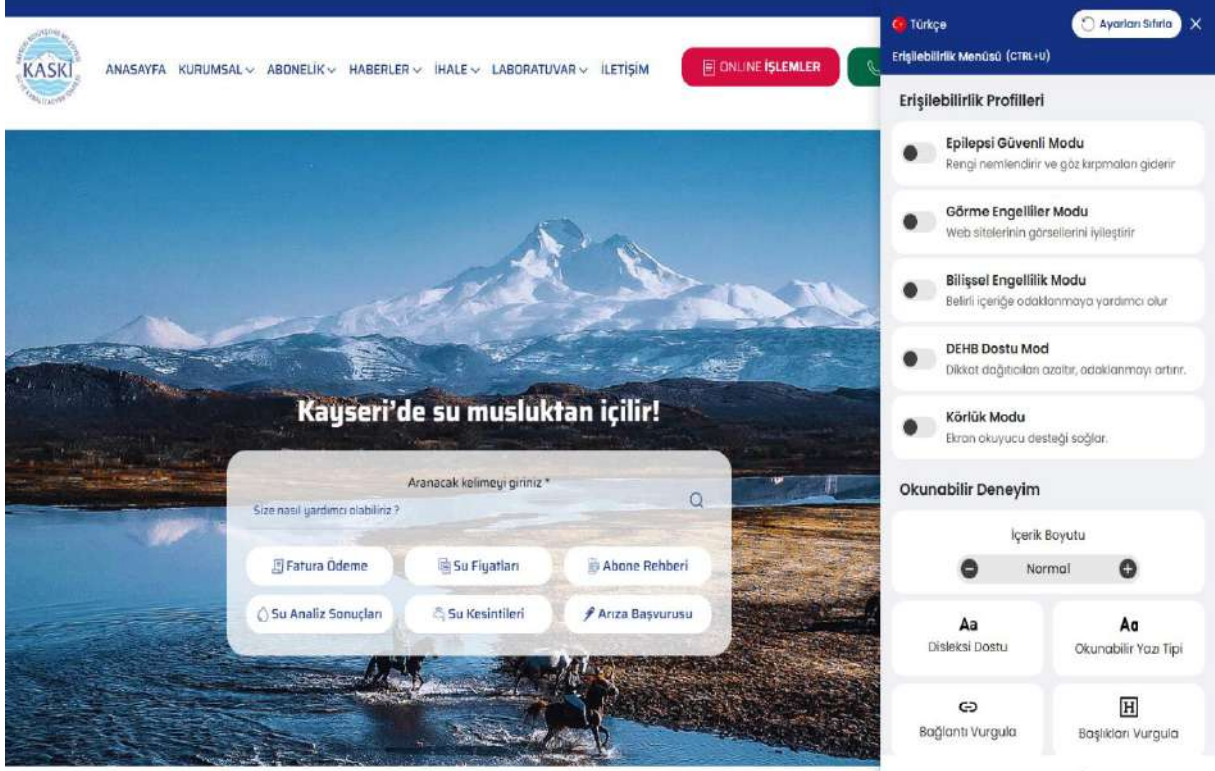 KASKİ
ANASAYFA KURUMSAL ABONELİK HABERLER İHALE LABORATUVAR İLETİŞİM
ONLINE İŞLEMLER
Kayseri'de su musluktan içilir!
Aranacak kelimeyi giriniz *
Size nasıl yardımcı olabiliriz ?
Fatura Ödeme Su Fiyatları Abone Rehberi
Su Analiz Sonuçları Su Kesintileri Arıza Başvurusu
Türkçe Ayarları Sıfırla
Erişilebilirlik Menüsü (CTRL+U)
Erişilebilirlik Profilleri
Epilepsi Güvenli Modu
Rengi nemlendirir ve göz kırpmaları giderir
Görme Engelliler Modu
Web sitelerinin görsellerini iyileştirir
Bilişsel Engellilik Modu
Belirli içeriğe odaklanmaya yardımcı olur
DEHB Dostu Mod
Dikkat dağıtıcıları azaltır, odaklanmayı artırır.
Körlük Modu
Ekran okuyucu desteği sağlar.
Okunabilir Deneyim
İçerik Boyutu
Normal
Aa Aa
Disleksi Dostu Okunabilir Yazı Tipi
H
Bağlantı Vurgula Başlıkları Vurgula